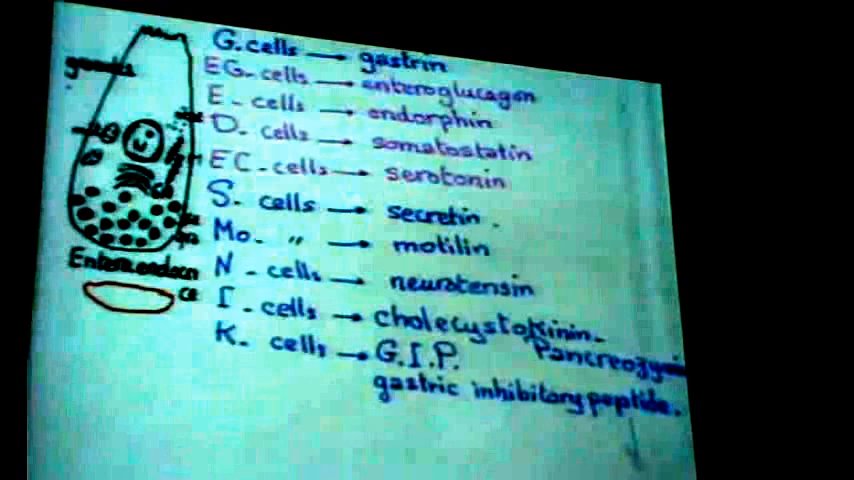 G. cells → gastrin
EG- cells → enteroglucagon
E - cells → endorphin
D. cells → somatostatin
EC- cells → serotonin
S. cells → secretin.
Mo. " → motilin
N - cells → neurotensin
I - cells → cholecystokinin-
Pancreozymin
K. cells → G.I.P.
gastric inhibitory peptide.